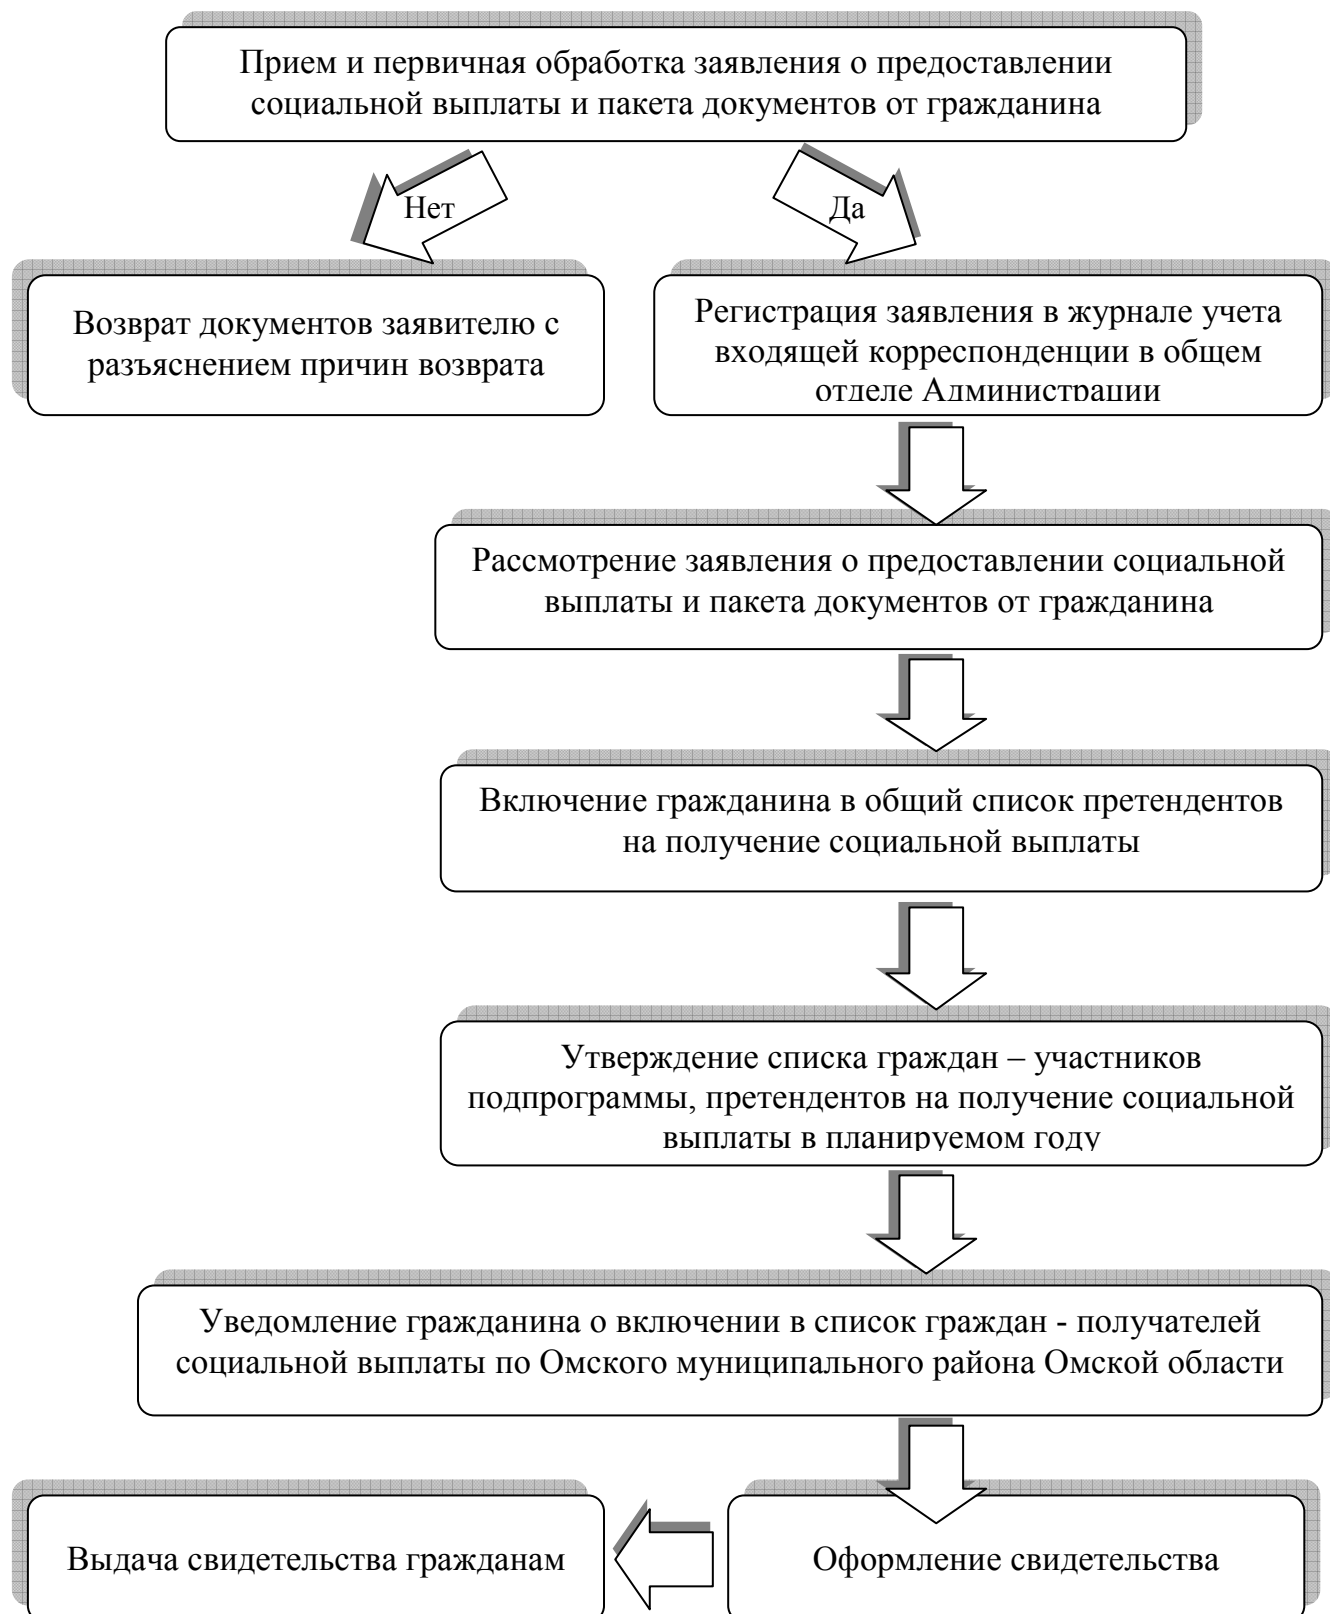 Прием и первичная обработка заявления о предоставлении
социальной выплаты и пакета документов от гражданина
Нет
Да
Возврат документов заявителю с
разъяснением причин возврата
Регистрация заявления в журнале учета
входящей корреспонденции в общем
отделе Администрации
Рассмотрение заявления о предоставлении социальной
выплаты и пакета документов от гражданина
Включение гражданина в общий список претендентов
на получение социальной выплаты
Утверждение списка граждан – участников
подпрограммы, претендентов на получение социальной
выплаты в планируемом году
Уведомление гражданина о включении в список граждан - получателей
социальной выплаты по Омского муниципального района Омской области
Выдача свидетельства гражданам
Оформление свидетельства